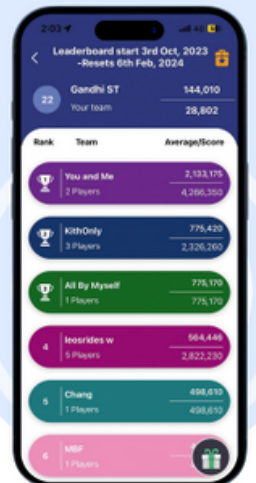 2:03
Leaderboard start 3rd Oct, 2023
-Resets 6th Feb, 2024
22
Gandhi ST
144,010
Your team
28,802
Rank Team Average/Score
You and Me
2,133,175
2 Players
4,266,350
KithOnly
775,420
3 Players
2,326,260
All By Myself
775,170
1 Players
775,170
4
leosrides w
564,446
5 Players
2,822,230
5
Chang
498,610
1 Players
498,610
6
MBF
1 Players